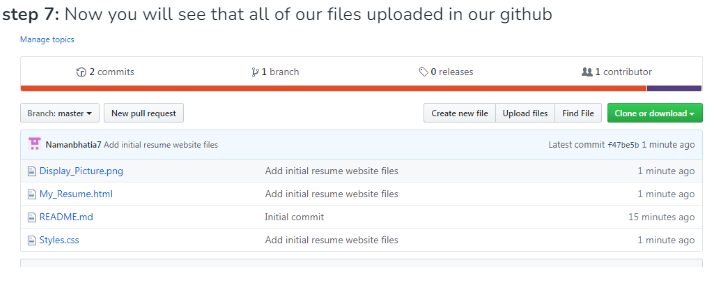 step 7: Now you will see that all of our files uploaded in our github
Manage topics
2 commits 1 branch 0 releases 1 contributor
Branch: master New pull request Create new file Upload files Find File Clone or download
Namanbhatia7 Add initial resume website files Latest commit f47be5b 1 minute ago
Display_Picture.png Add initial resume website files 1 minute ago
My_Resume.html Add initial resume website files 1 minute ago
README.md Initial commit 15 minutes ago
Styles.css Add initial resume website files 1 minute ago